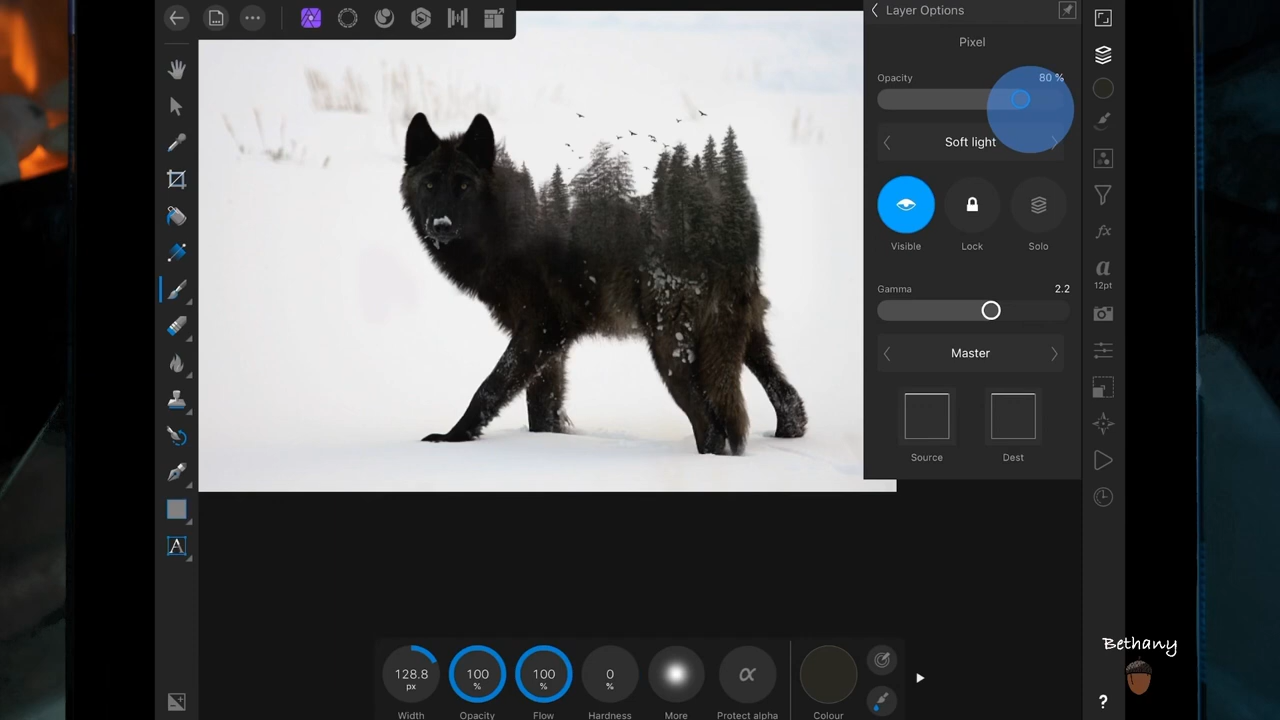 Layer Options
Pixel
Opacity
80 %
Soft light
Visible
Lock
Solo
Gamma
2.2
Master
Source
Dest
a
12pt
A
128.8
px
100
%
100
%
0
%
α
Width
Opacity
Flow
Hardness
More
Protect alpha
Colour
fx
?
Bethany